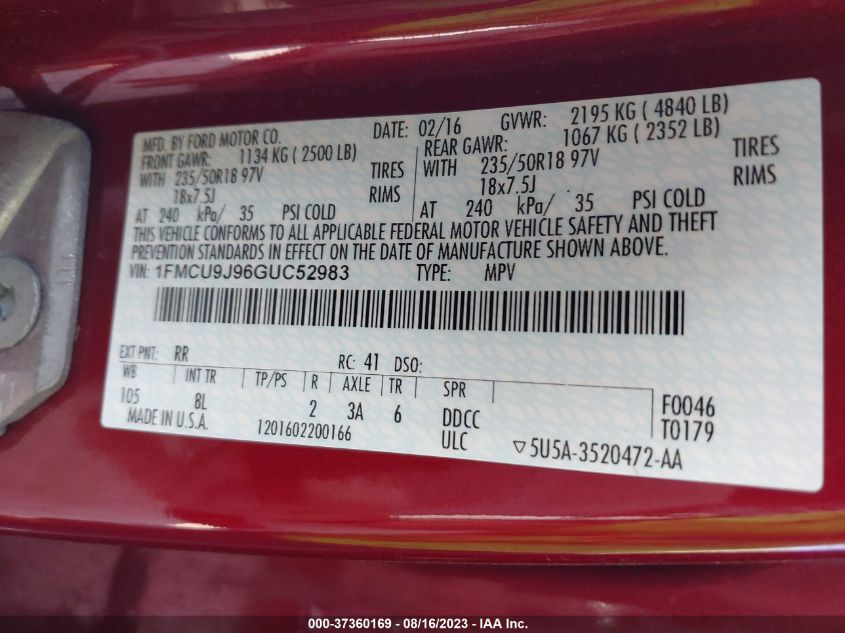 MFD. BY FORD MOTOR CO.
DATE: 02/16 GVWR: 2195 KG ( 4840 LB)
FRONT GAWR: 1134 KG ( 2500 LB)
REAR GAWR: 1067 KG ( 2352 LB)
WITH 235/50R18 97V TIRES
WITH 235/50R18 97V TIRES
18x7.5J RIMS
18x7.5J RIMS
AT 240 kPa/ 35 PSI COLD
AT 240 kPa/ 35 PSI COLD
THIS VEHICLE CONFORMS TO ALL APPLICABLE FEDERAL MOTOR VEHICLE SAFETY AND THEFT
PREVENTION STANDARDS IN EFFECT ON THE DATE OF MANUFACTURE SHOWN ABOVE.
VIN: 1FMCU9J96GUC52983 TYPE: MPV
EXT PNT: RR RC: 41 DSO:
WB INT TR TP/PS R AXLE TR SPR
105 8L 2 3A 6 DDCC F0046
MADE IN U.S.A. 1201602200166 ULC T0179
▽5U5A-3520472-AA
000-37360169 - 08/16/2023 - IAA Inc.